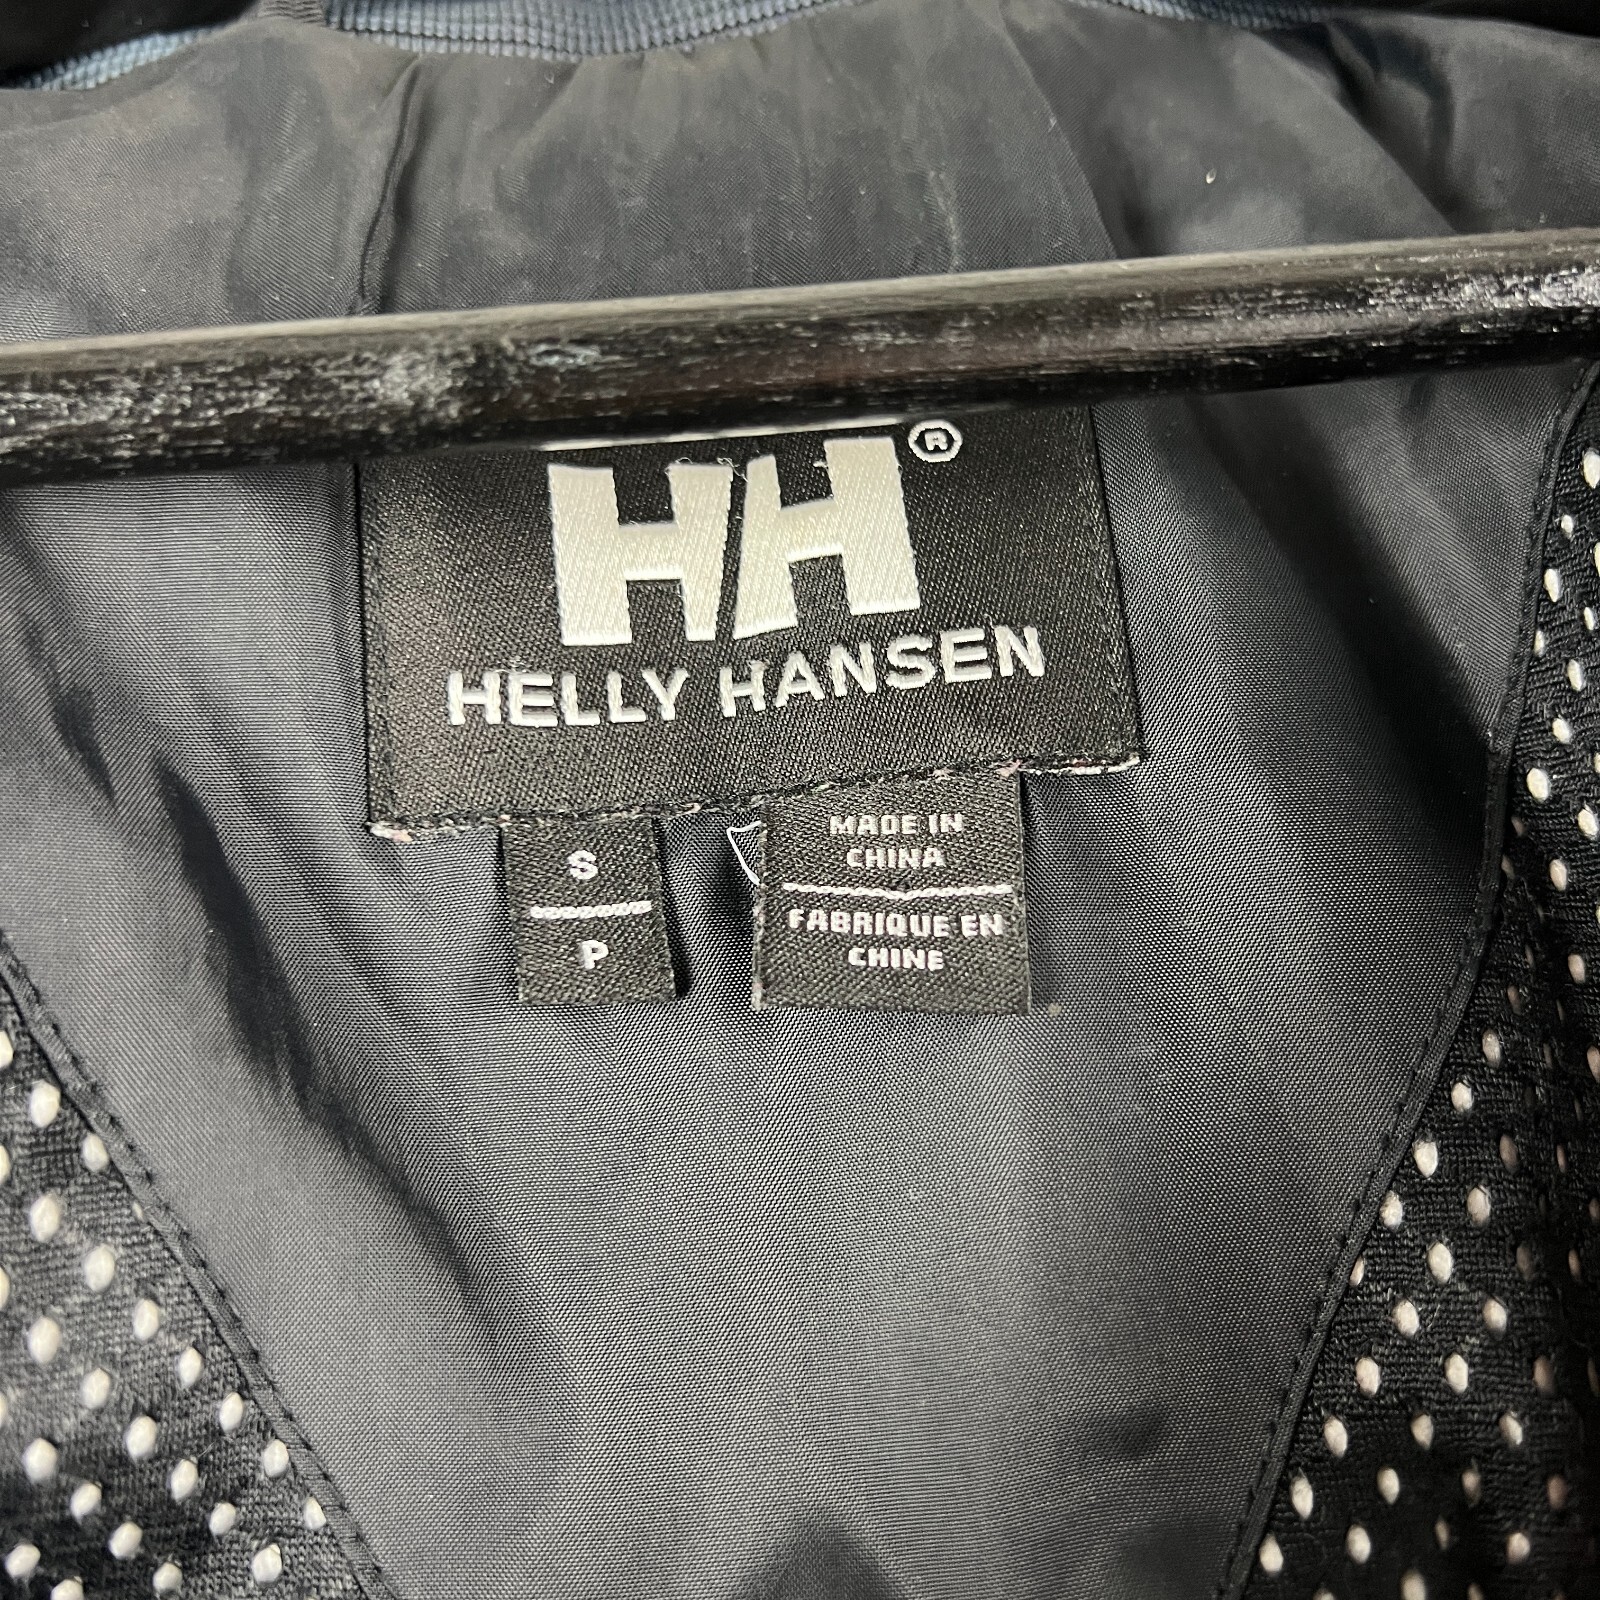 HH®
HELLY HANSEN
S
P
MADE IN
CHINA
FABRIQUE EN
CHINE